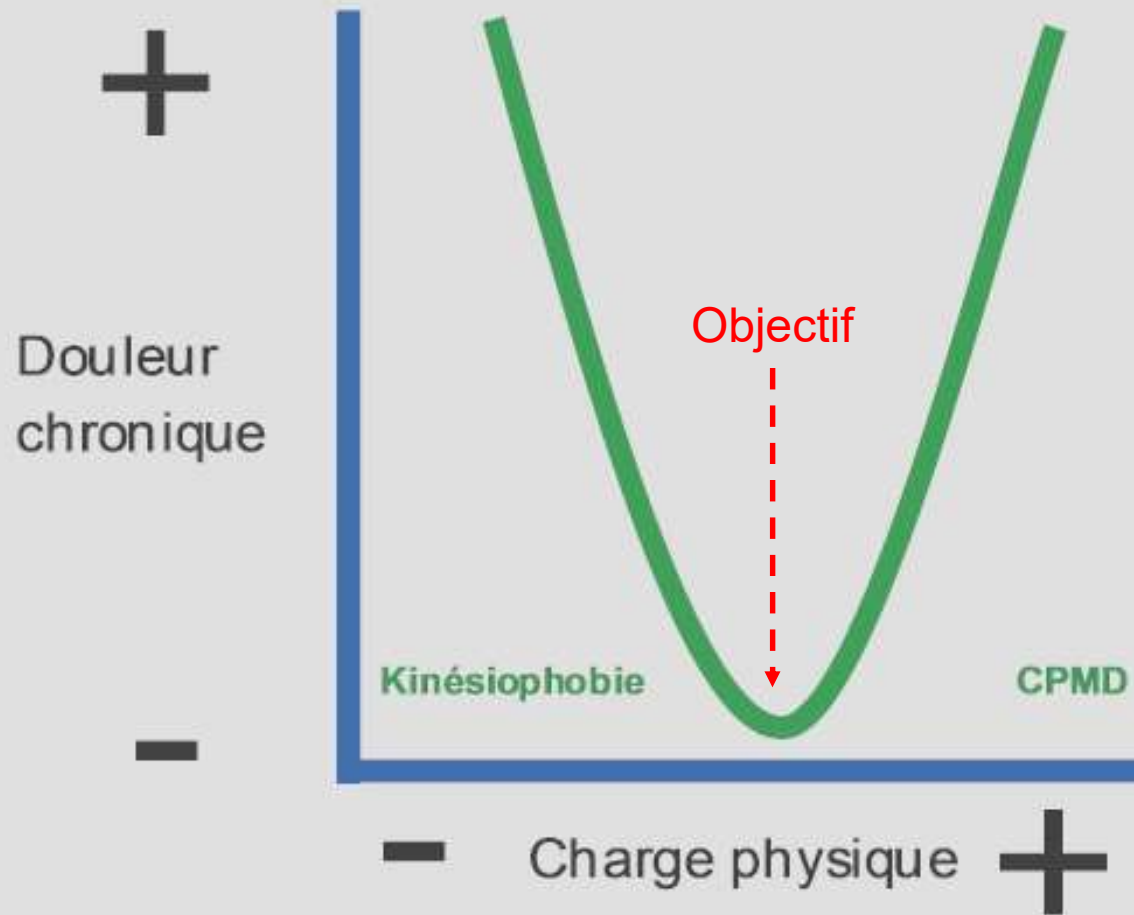 +
Objectif
Douleur
chronique
Kinésiophobie
CPMD
-
- Charge physique +